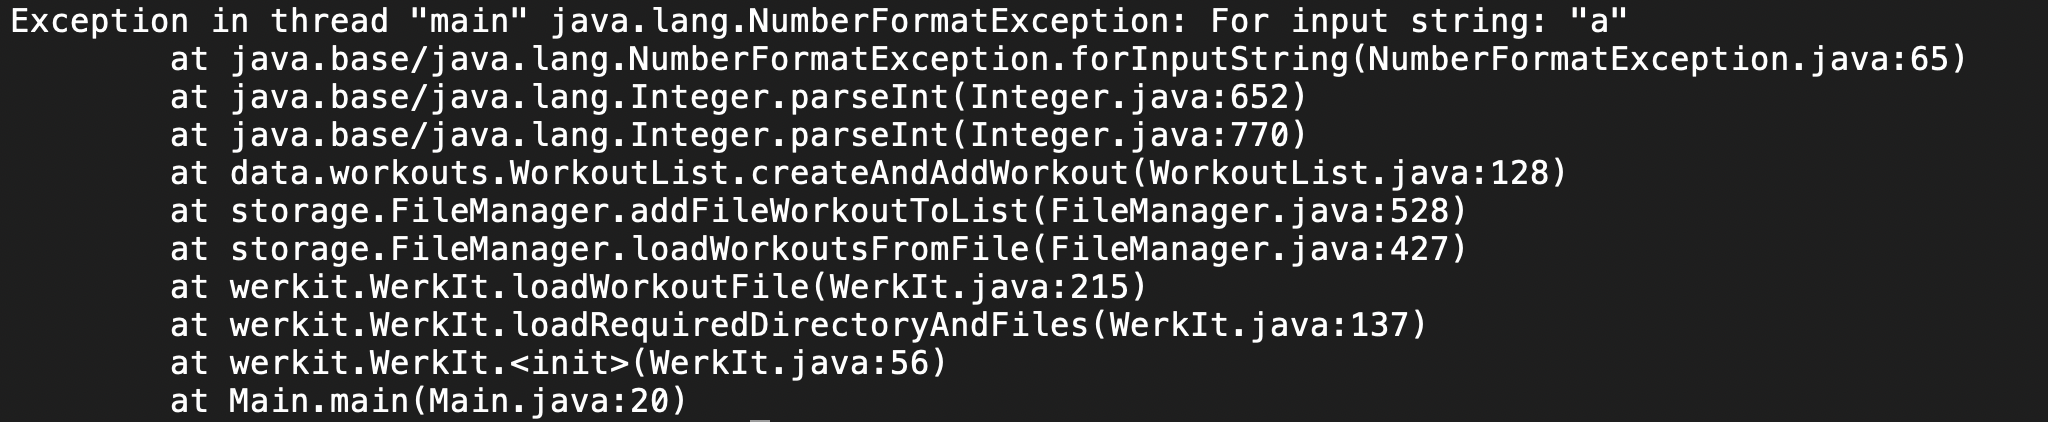 Exception in thread "main" java.lang.NumberFormatException: For input string: "a"
at java.base/java.lang.NumberFormatException.forInputString(NumberFormatException.java:65)
at java.base/java.lang.Integer.parseInt(Integer.java:652)
at java.base/java.lang.Integer.parseInt(Integer.java:770)
at data.workouts.WorkoutList.createAndAddWorkout(WorkoutList.java:128)
at storage.FileManager.addFileWorkoutToList(FileManager.java:528)
at storage.FileManager.loadWorkoutsFromFile(FileManager.java:427)
at werkit.WerkIt.loadWorkoutFile(WerkIt.java:215)
at werkit.WerkIt.loadRequiredDirectoryAndFiles(WerkIt.java:137)
at werkit.WerkIt.<init>(WerkIt.java:56)
at Main.main(Main.java:20)